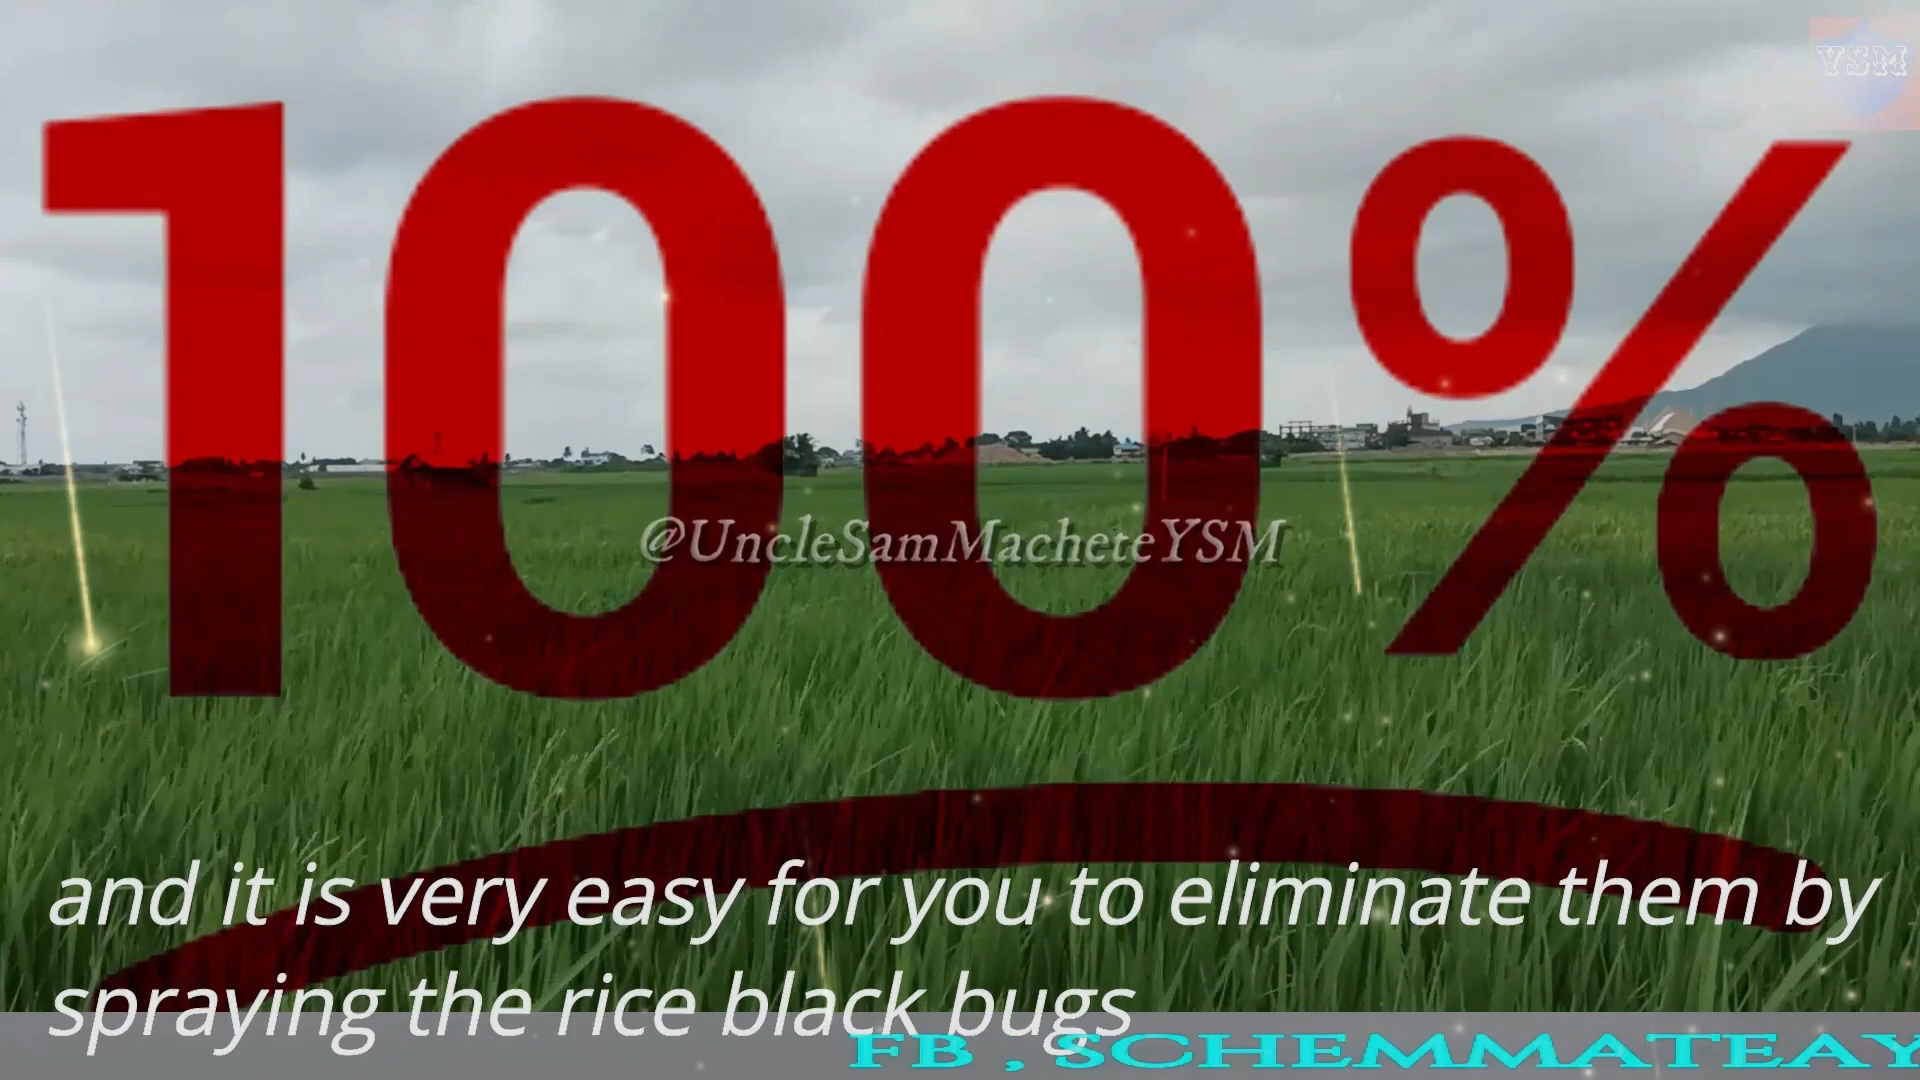 YSM
100%
@UncleSamMacheteYSM
and it is very easy for you to eliminate them by
spraying the rice black bugs
FB , SCHEMMATEAY